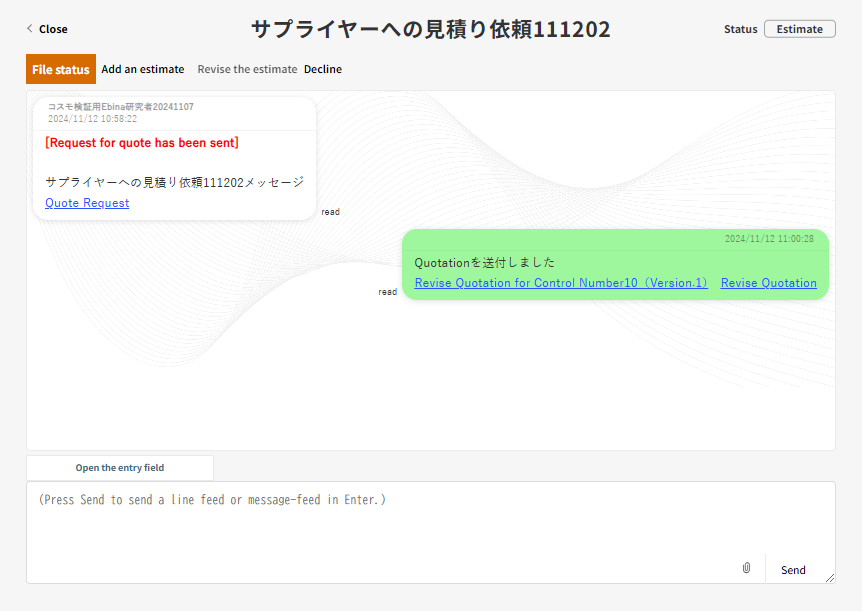 Close
サプライヤーへの見積り依頼111202
Status
Estimate
File status
Add an estimate
Revise the estimate
Decline
コスモ検証用Ebina研究者20241107
2024/11/12 10:58:22
[Request for quote has been sent]
サプライヤーへの見積り依頼111202メッセージ
Quote Request
read
2024/11/12 11:00:28
Quotationを送付しました
Revise Quotation for Control Number10（Version.1） Revise Quotation
read
Open the entry field
(Press Send to send a line feed or message-feed in Enter.)
Send